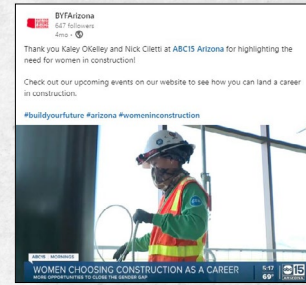 BYFArizona
647 followers
4mo •
Thank you Kaley OKelley and Nick Ciletti at ABC15 Arizona for highlighting the
need for women in construction!
Check out our upcoming events on our website to see how you can land a career
in construction.
#buildyourfuture #arizona #womeninconstruction
ABC15 MORNINGS
WOMEN CHOOSING CONSTRUCTION AS A CAREER
MORE OPPORTUNITIES TO CLOSE THE GENDER GAP
5:17
69°
abc 15
ARIZONA